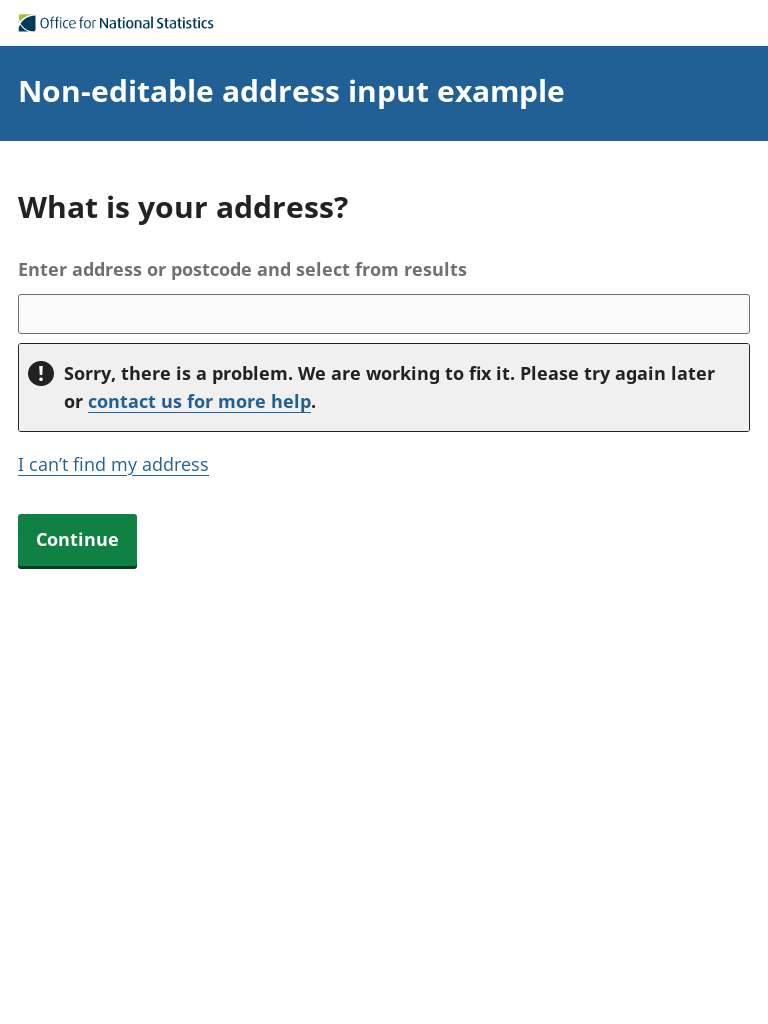 Office for National Statistics
Non-editable address input example
What is your address?
Enter address or postcode and select from results
Sorry, there is a problem. We are working to fix it. Please try again later
or contact us for more help.
I can’t find my address
Continue